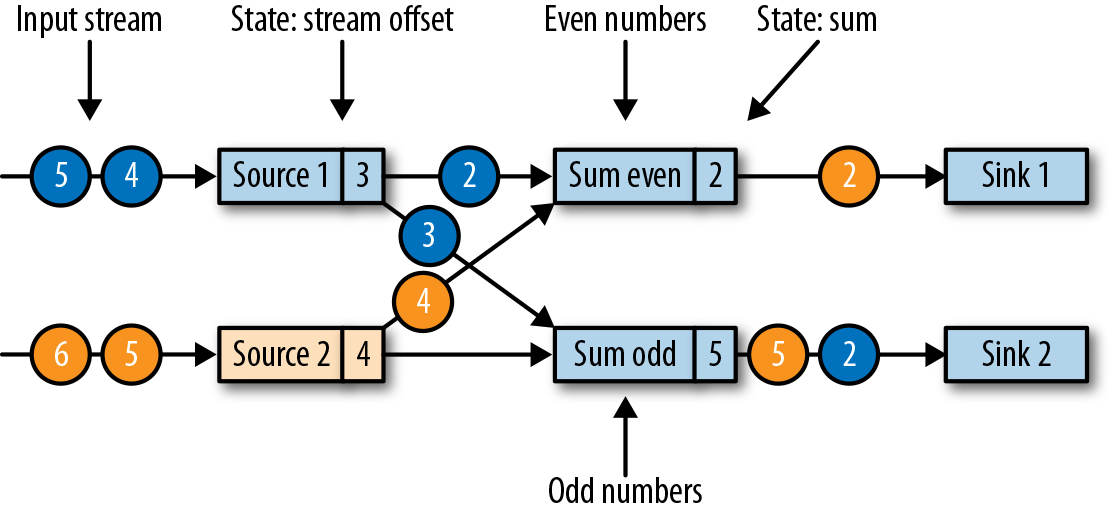 Input stream
State: stream offset
Even numbers
State: sum
5
4
Source 1
3
2
Sum even
2
2
Sink 1
3
4
6
5
Source 2
4
Sum odd
5
5
2
Sink 2
Odd numbers